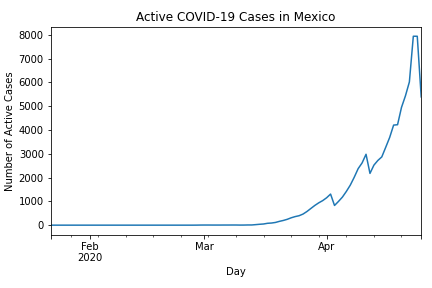 Active COVID-19 Cases in Mexico
8000
7000
6000
5000
4000
3000
2000
1000
0
Number of Active Cases
Feb
2020
Mar
Apr
Day